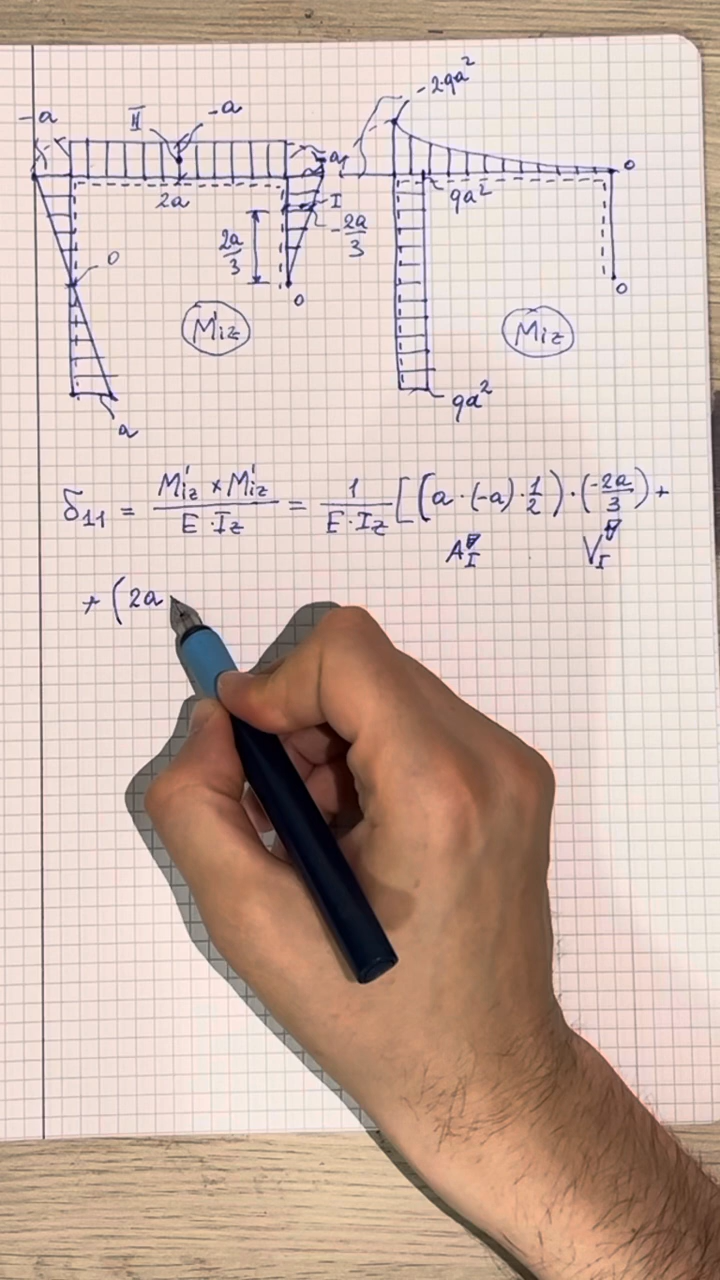 -2qa²
-a II -a a 0
2a I qa²
0 2a/3 -2a/3
0 0
M'iz Miz
a qa²
δ₁₁ = (M'iz × M'iz)/(E·Iz) = 1/(E·Iz) [(a·(-a)·1/2)·(-2a/3) +
A_I^▽ V_I^▽
+ (2a